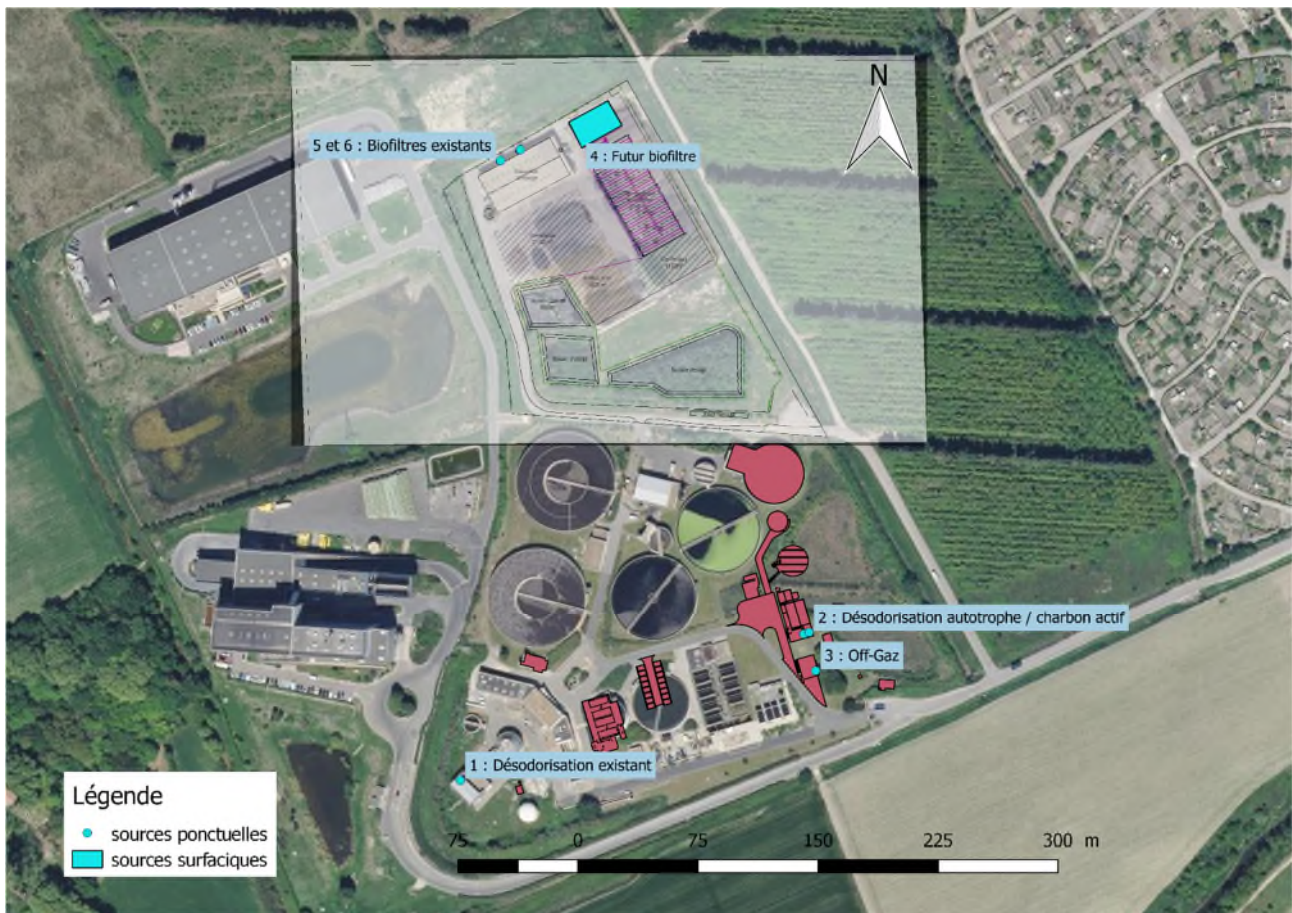 N
5 et 6 : Biofiltres existants
4 : Futur biofiltre
2 : Désodorisation autotrophe / charbon actif
3 : Off-Gaz
1 : Désodorisation existant
Légende
sources ponctuelles
sources surfaciques
75 0 75 150 225 300 m